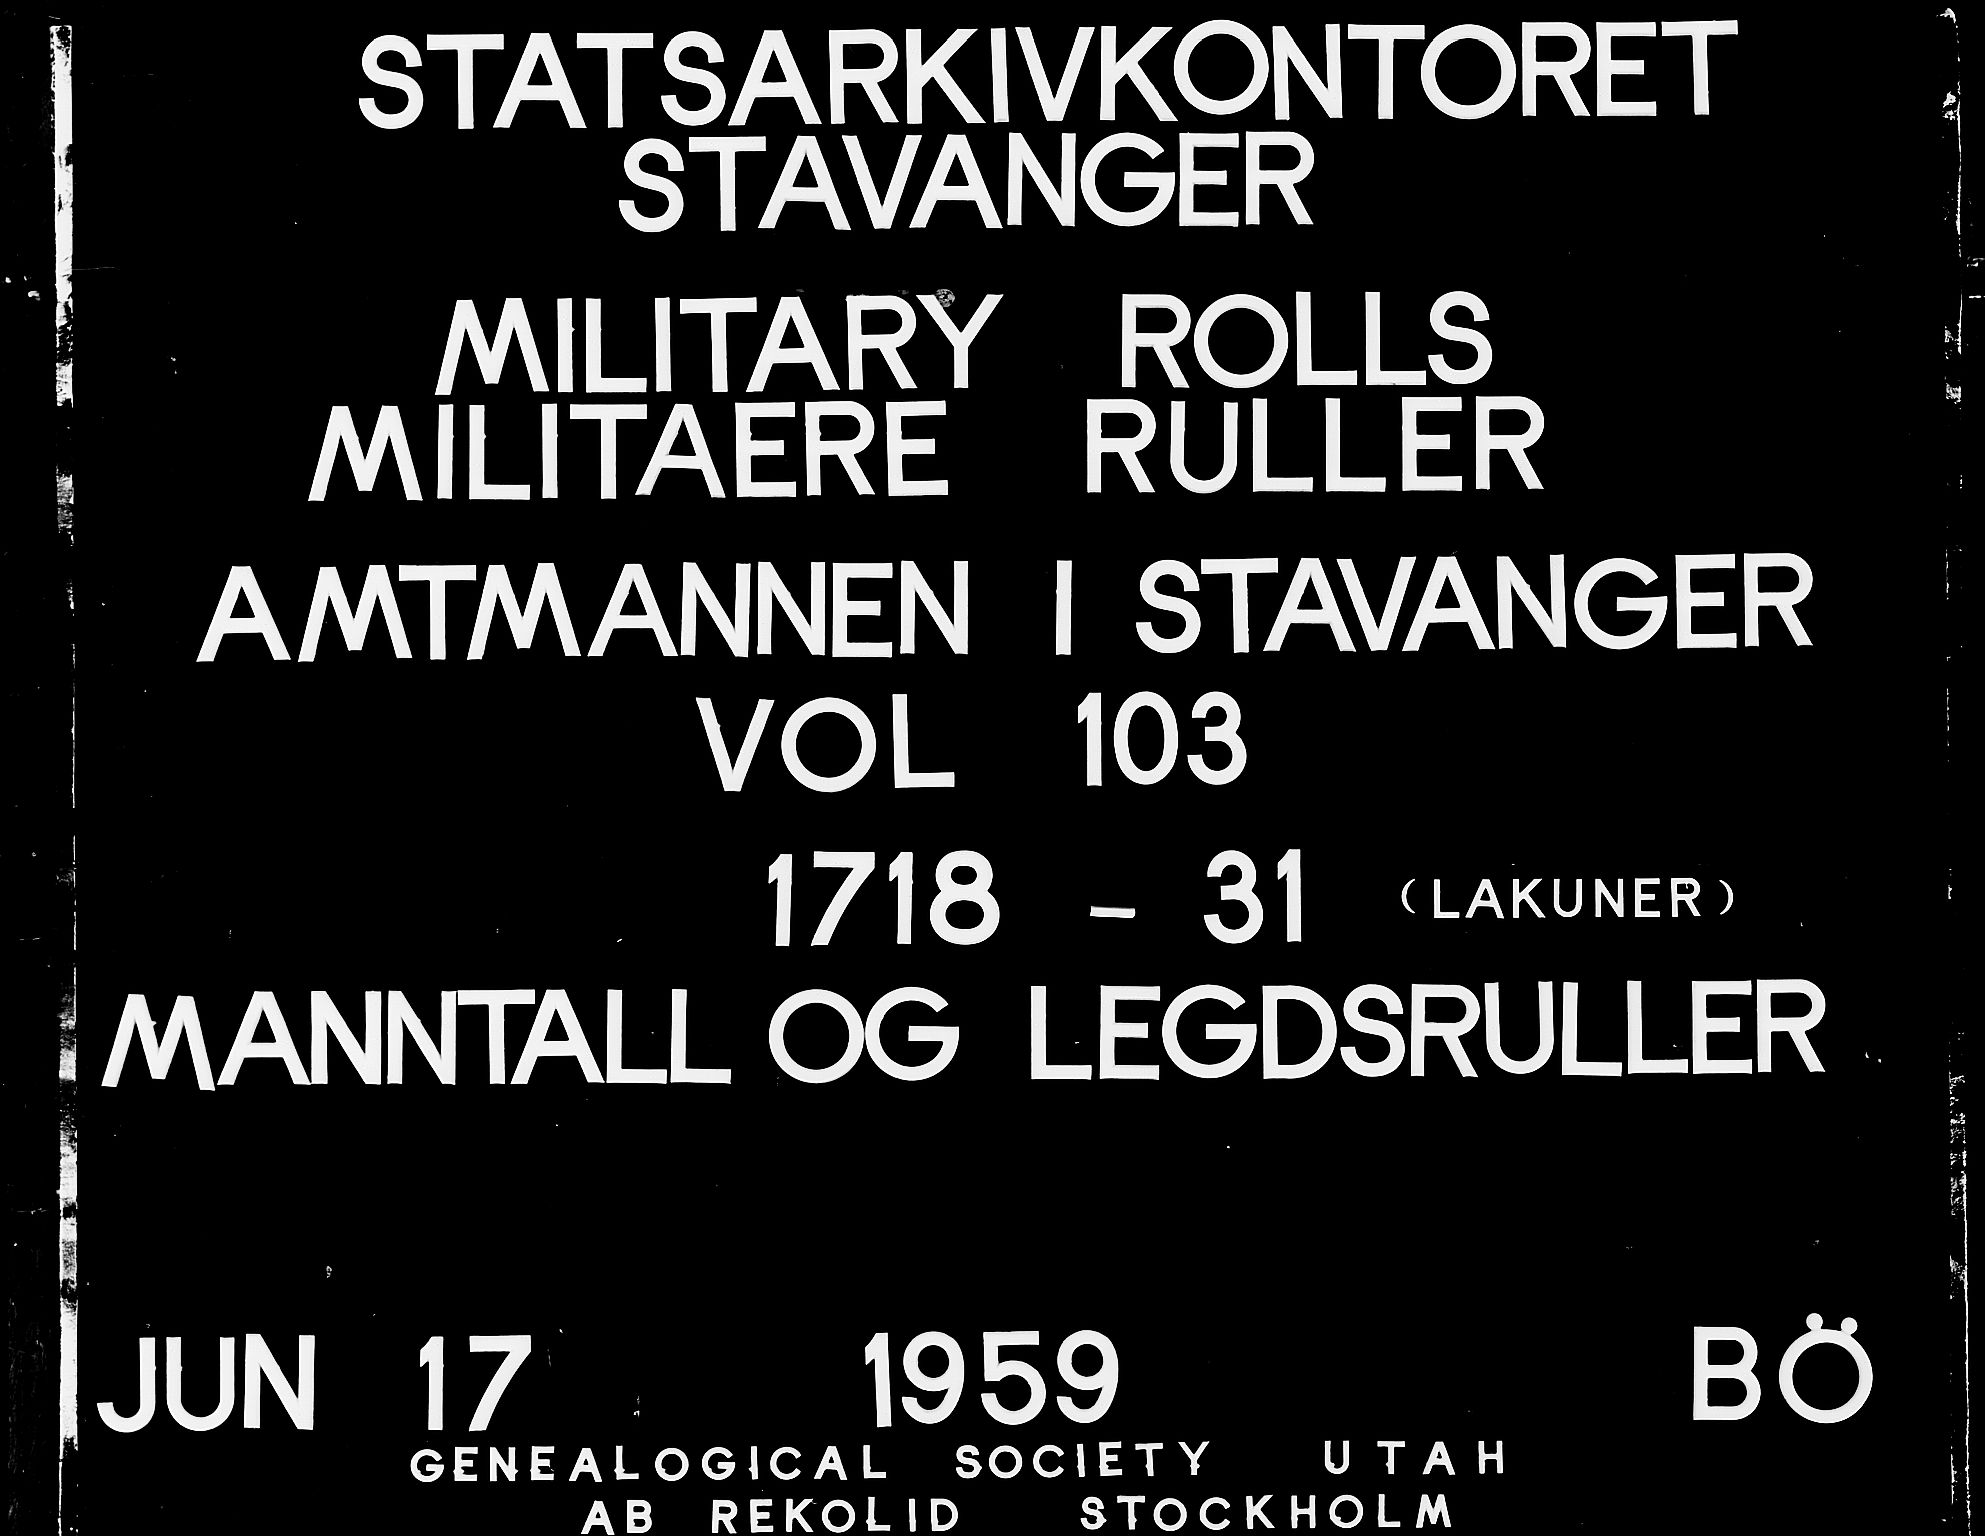 STATSARKIVKONTORET
STAVANGER
MILITARY ROLLS
MILITAERE RULLER
AMTMANNEN I STAVANGER
VOL 103
1718 - 31 (LAKUNER)
MANNTALL OG LEGDSRULLER
JUN 17 1959 BÖ
GENEALOGICAL SOCIETY UTAH
AB REKOLID STOCKHOLM